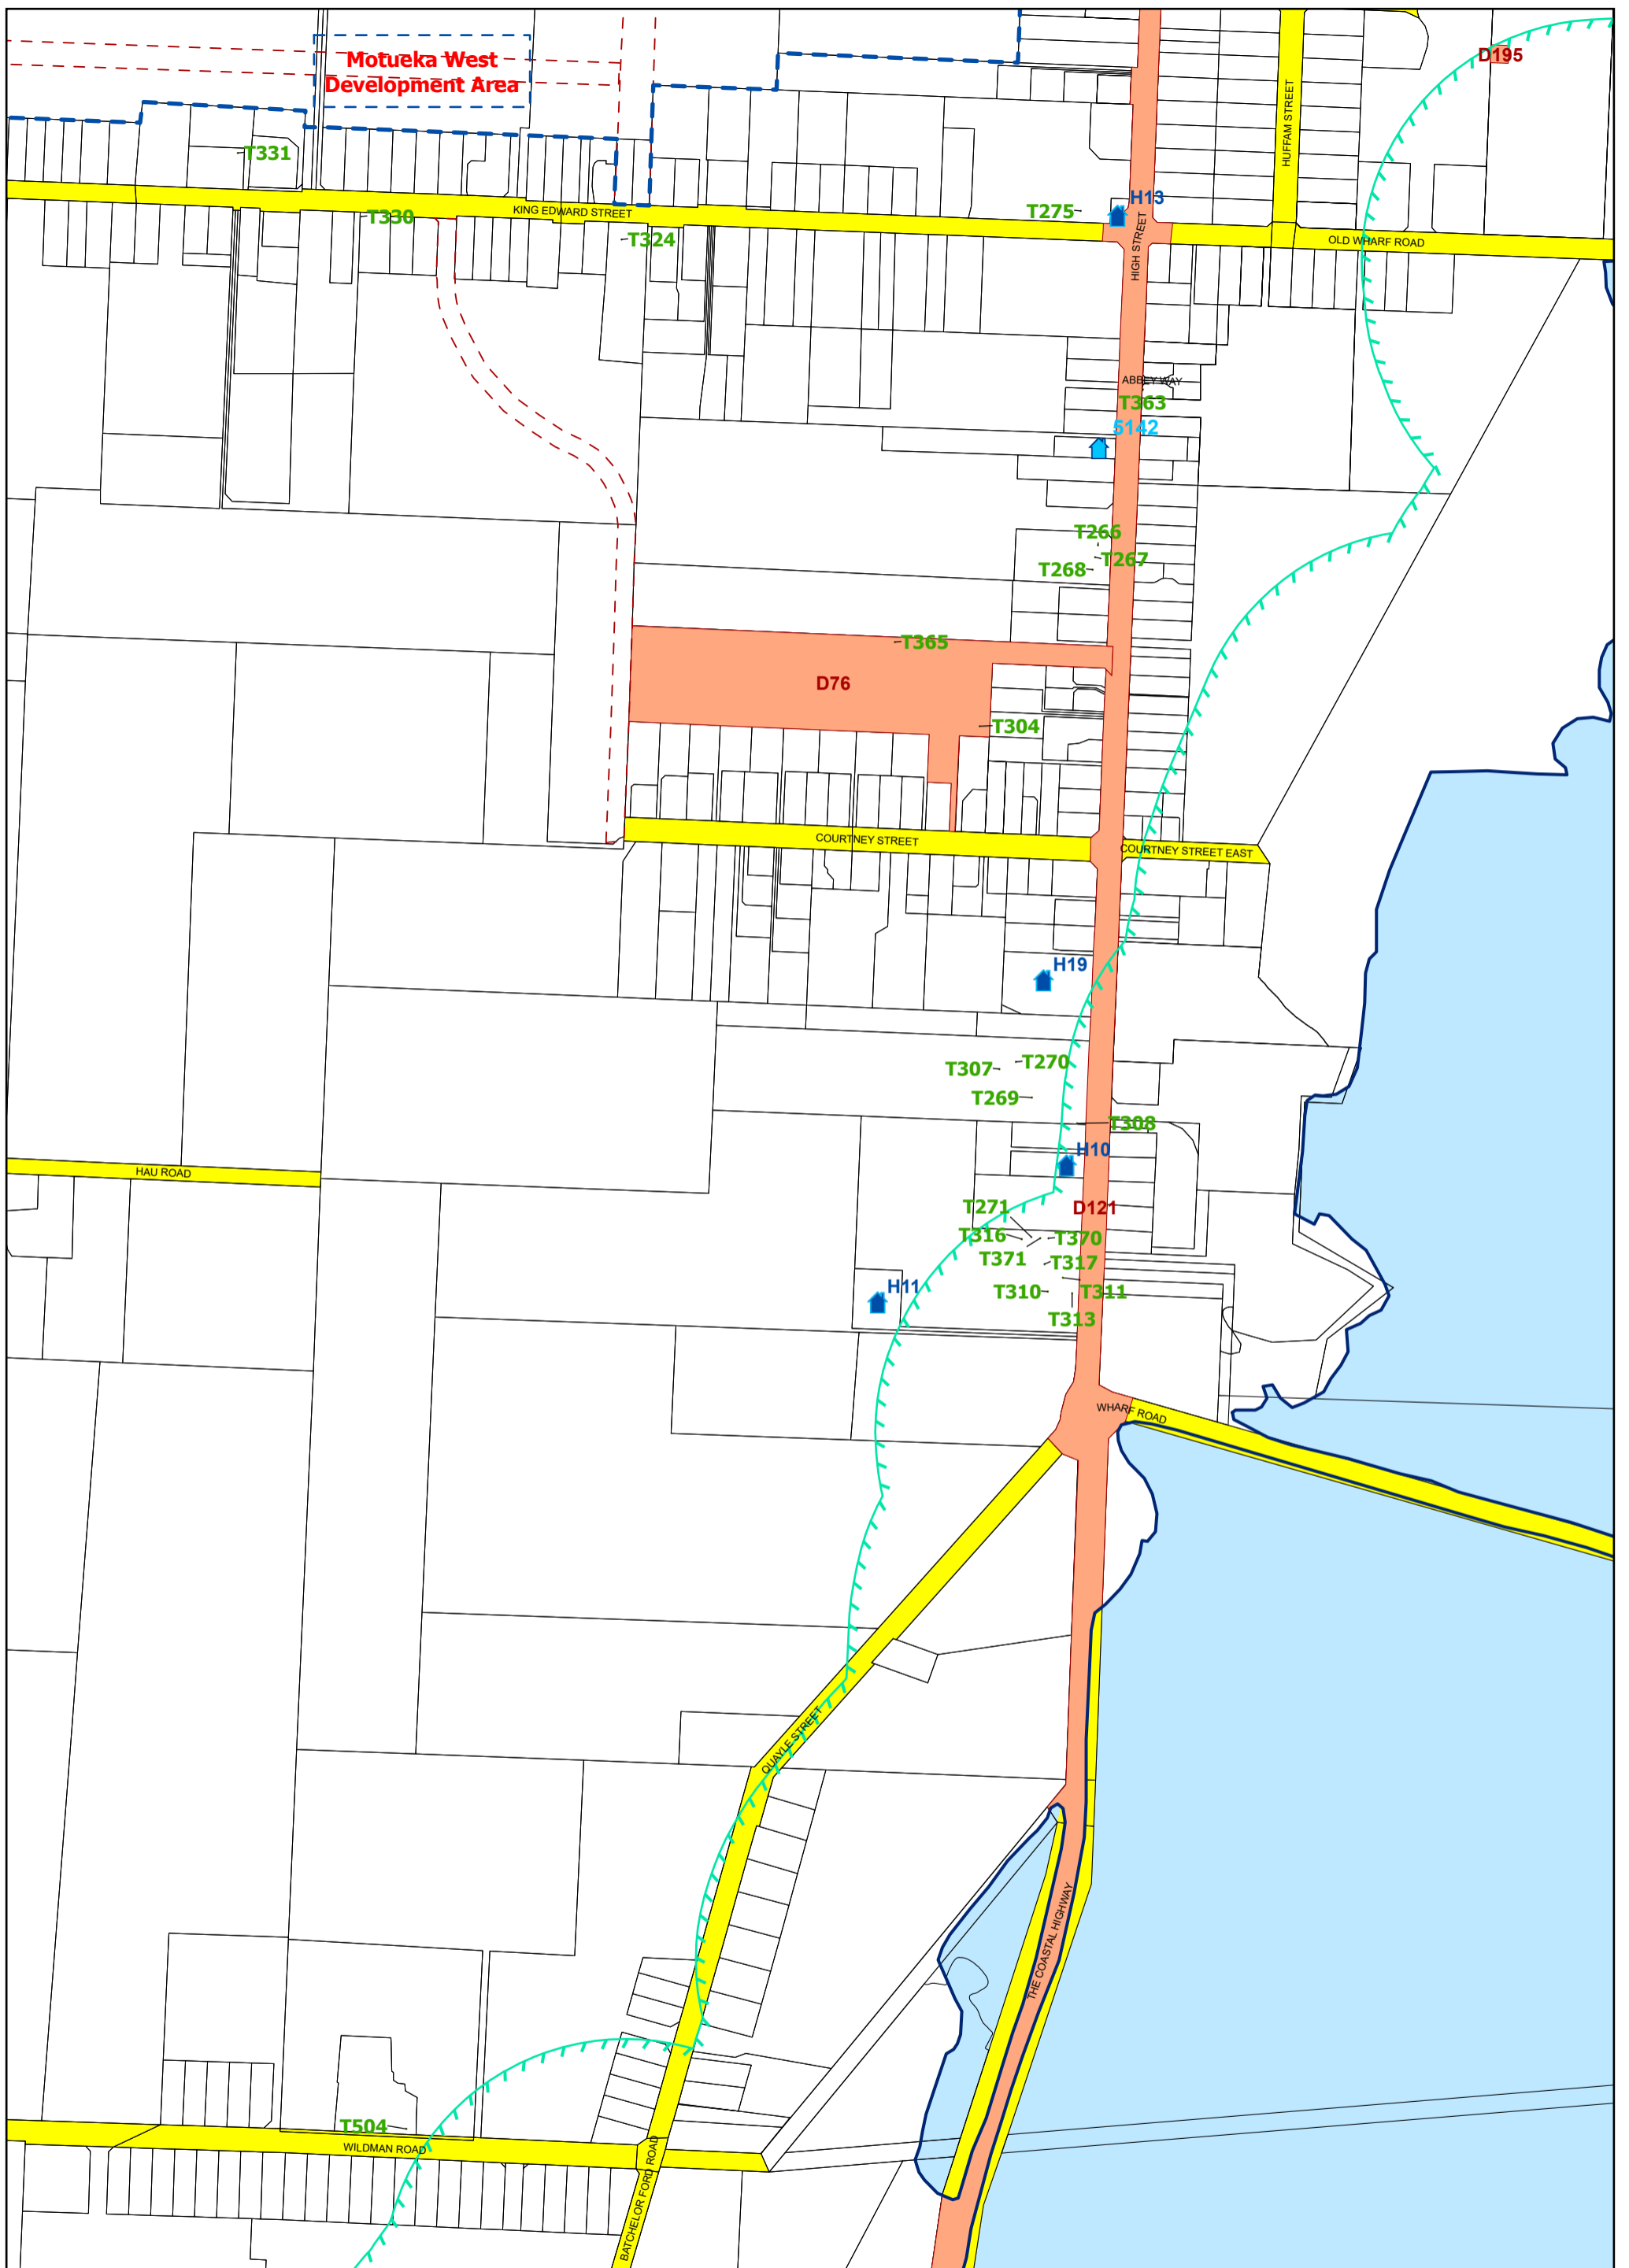 Motueka West
Development Area
D195
HUFFAM STREET
T331
H13
T275
T330
KING EDWARD STREET
T324
HIGH STREET
OLD WHARF ROAD
ABBEY WAY
T363
5142
T266
T267
T268
T365
D76
T304
COURTNEY STREET
COURTNEY STREET EAST
H19
T270
T307
T269
T308
H10
HAU ROAD
T271
D121
T316
T370
T371
T317
H11
T310
T311
T313
WHARF ROAD
QUAYLE STREET
THE COASTAL HIGHWAY
T504
WILDMAN ROAD
BATCHELOR FORD ROAD